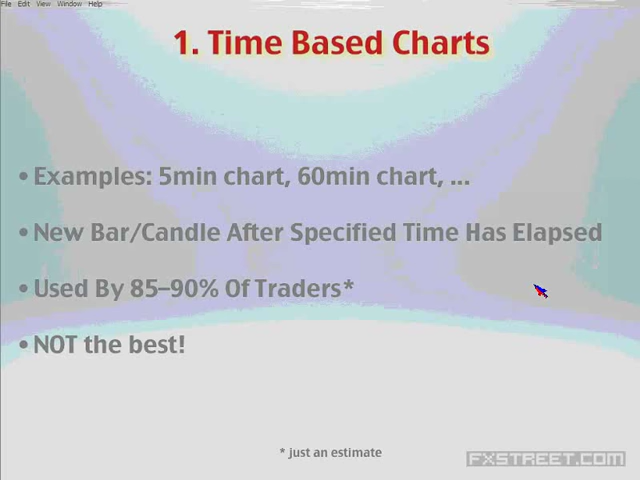 File Edit View Window Help
1. Time Based Charts
• Examples: 5min chart, 60min chart, ...
• New Bar/Candle After Specified Time Has Elapsed
• Used By 85–90% Of Traders*
• NOT the best!
* just an estimate
FXSTREET.COM